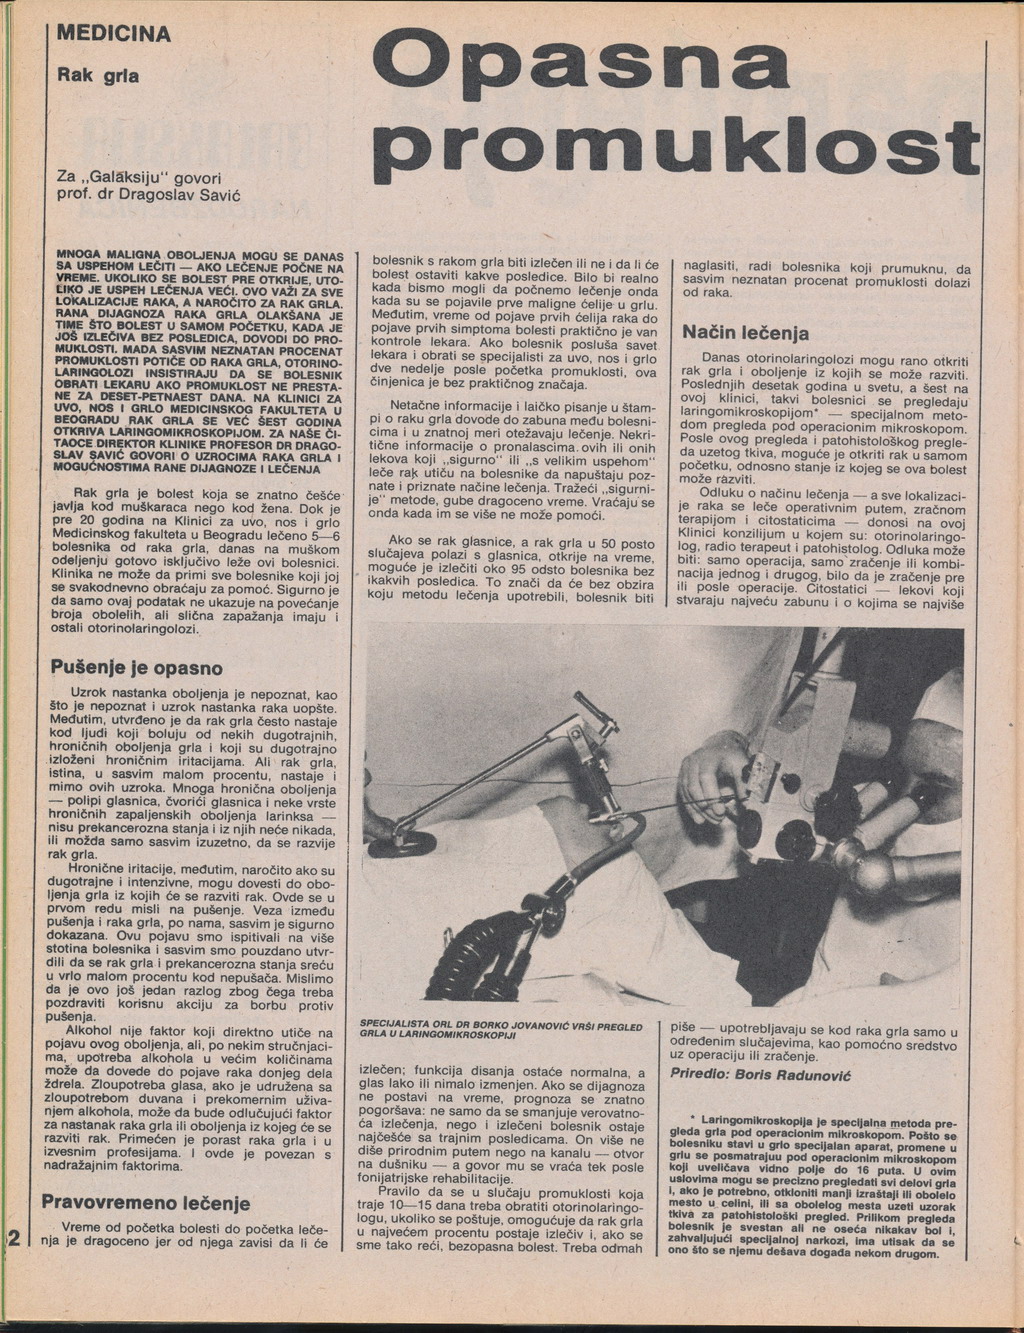 MEDICINA
Rak grla
Za „Galaksiju" govori
prof. dr Dragoslav Savić
Opasna
promuklost
MNOGA MALIGNA OBOLJENJA MOGU SE DANAS
SA USPEHOM LEČITI — AKO LEČENJE POČNE NA
VREME. UKOLIKO SE BOLEST PRE OTKRIJE, UTO-
LIKO JE USPEH LEČENJA VEĆI. OVO VAŽI ZA SVE
LOKALIZACIJE RAKA, A NAROČITO ZA RAK GRLA.
RANA DIJAGNOZA RAKA GRLA OLAKŠANA JE
TIME ŠTO BOLEST U SAMOM POČETKU, KADA JE
JOŠ IZLEČIVA BEZ POSLEDICA, DOVODI DO PRO-
MUKLOSTI. MADA SASVIM NEZNATAN PROCENAT
PROMUKLOSTI POTIČE OD RAKA GRLA, OTORINO-
LARINGOLOZI INSISTIRAJU DA SE BOLESNIK
OBRATI LEKARU AKO PROMUKLOST NE PRESTA-
NE ZA DESET-PETNAEST DANA. NA KLINICI ZA
UVO, NOS I GRLO MEDICINSKOG FAKULTETA U
BEOGRADU RAK GRLA SE VEĆ ŠEST GODINA
OTKRIVA LARINGOMIKROSKOPIJOM. ZA NAŠE ČI-
TAOCE DIREKTOR KLINIKE PROFESOR DR DRAGO-
SLAV SAVIĆ GOVORI O UZROCIMA RAKA GRLA I
MOGUĆNOSTIMA RANE DIJAGNOZE I LEČENJA
Rak grla je bolest koja se znatno češće
javlja kod muškaraca nego kod žena. Dok je
pre 20 godina na Klinici za uvo, nos i grlo
Medicinskog fakulteta u Beogradu lečeno 5—6
bolesnika od raka grla, danas na muškom
odeljenju gotovo isključivo leže ovi bolesnici.
Klinika ne može da primi sve bolesnike koji joj
se svakodnevno obraćaju za pomoć. Sigurno je
da samo ovaj podatak ne ukazuje na povećanje
broja obolelih, ali slična zapažanja imaju i
ostali otorinolaringolozi.
Pušenje je opasno
Uzrok nastanka oboljenja je nepoznat, kao
što je nepoznat i uzrok nastanka raka uopšte.
Međutim, utvrđeno je da rak grla često nastaje
kod ljudi koji boluju od nekih dugotrajnih,
hroničnih oboljenja grla i koji su dugotrajno
izloženi hroničnim iritacijama. Ali rak grla,
istina, u sasvim malom procentu, nastaje i
mimo ovih uzroka. Mnoga hronična oboljenja
— polipi glasnica, čvorići glasnica i neke vrste
hroničnih zapaljenskih oboljenja larinksa —
nisu prekancerozna stanja i iz njih neće nikada,
ili možda samo sasvim izuzetno, da se razvije
rak grla.
Hronične iritacije, međutim, naročito ako su
dugotrajne i intenzivne, mogu dovesti do obo-
ljenja grla iz kojih će se razviti rak. Ovde se u
prvom redu misli na pušenje. Veza između
pušenja i raka grla, po nama, sasvim je sigurno
dokazana. Ovu pojavu smo ispitivali na više
stotina bolesnika i sasvim smo pouzdano utvr-
dili da se rak grla i prekancerozna stanja sreću
u vrlo malom procentu kod nepušača. Mislimo
da je ovo još jedan razlog zbog čega treba
pozdraviti korisnu akciju za borbu protiv
pušenja.
Alkohol nije faktor koji direktno utiče na
pojavu ovog oboljenja, ali, po nekim stručnjaci-
ma, upotreba alkohola u većim količinama
može da dovede do pojave raka donjeg dela
ždrela. Zloupotreba glasa, ako je udružena sa
zloupotrebom duvana i prekomernim uživa-
njem alkohola, može da bude odlučujući faktor
za nastanak raka grla ili oboljenja iz kojeg će se
razviti rak. Primećen je porast raka grla i u
izvesnim profesijama. I ovde je povezan s
nadražajnim faktorima.
Pravovremeno lečenje
Vreme od početka bolesti do početka leče-
nja je dragoceno jer od njega zavisi da li će
2
bolesnik s rakom grla biti izlečen ili ne i da li će
bolest ostaviti kakve posledice. Bilo bi realno
kada bismo mogli da počnemo lečenje onda
kada su se pojavile prve maligne ćelije u grlu.
Međutim, vreme od pojave prvih ćelija raka do
pojave prvih simptoma bolesti praktično je van
kontrole lekara. Ako bolesnik posluša savet
lekara i obrati se specijalisti za uvo, nos i grlo
dve nedelje posle početka promuklosti, ova
činjenica je bez praktičnog značaja.
Netačne informacije i laičko pisanje u štam-
pi o raku grla dovode do zabuna među bolesni-
cima i u znatnoj meri otežavaju lečenje. Nekri-
tične informacije o pronalascima ovih ili onih
lekova koji „sigurno" ili „s velikim uspehom"
leče rak utiču na bolesnike da napuštaju poz-
nate i priznate načine lečenja. Tražeći „sigurni-
je" metode, gube dragoceno vreme. Vraćaju se
onda kada im se više ne može pomoći.
Ako se rak glasnice, a rak grla u 50 posto
slučajeva polazi s glasnica, otkrije na vreme,
moguće je izlečiti oko 95 odsto bolesnika bez
ikakvih posledica. To znači da će bez obzira
koju metodu lečenja upotrebili, bolesnik biti
naglasiti, radi bolesnika koji prumuknu, da
sasvim neznatan procenat promuklosti dolazi
od raka.
Način lečenja
Danas otorinolaringolozi mogu rano otkriti
rak grla i oboljenje iz kojih se može razviti.
Poslednjih desetak godina u svetu, a šest na
ovoj klinici, takvi bolesnici se pregledaju
laringomikroskopijom* — specijalnom meto-
dom pregleda pod operacionim mikroskopom.
Posle ovog pregleda i patohistološkog pregle-
da uzetog tkiva, moguće je otkriti rak u samom
početku, odnosno stanje iz kojeg se ova bolest
može razviti.
Odluku o načinu lečenja — a sve lokalizaci-
je raka se leče operativnim putem, zračnom
terapijom i citostaticima — donosi na ovoj
Klinici konzilijum u kojem su: otorinolaringo-
log, radio terapeut i patohistolog. Odluka može
biti: samo operacija, samo zračenje ili kombi-
nacija jednog i drugog, bilo da je zračenje pre
ili posle operacije. Citostatici — lekovi koji
stvaraju najveću zabunu i o kojima se najviše
SPECIJALISTA ORL DR BORKO JOVANOVIĆ VRŠI PREGLED
GRLA U LARINGOMIKROSKOPIJI
izlečen; funkcija disanja ostaće normalna, a
glas lako ili nimalo izmenjen. Ako se dijagnoza
ne postavi na vreme, prognoza se znatno
pogoršava: ne samo da se smanjuje verovatno-
ća izlečenja, nego i izlečeni bolesnik ostaje
najčešće sa trajnim posledicama. On više ne
diše prirodnim putem nego na kanalu — otvor
na dušniku — a govor mu se vraća tek posle
fonijatrijske rehabilitacije.
Pravilo da se u slučaju promuklosti koja
traje 10—15 dana treba obratiti otorinolaringo-
logu, ukoliko se poštuje, omogućuje da rak grla
u najvećem procentu postaje izlečiv i, ako se
sme tako reći, bezopasna bolest. Treba odmah
piše — upotrebljavaju se kod raka grla samo u
određenim slučajevima, kao pomoćno sredstvo
uz operaciju ili zračenje.
Priredio: Boris Radunović
* Laringomikroskopija je specijalna metoda pre-
gleda grla pod operacionim mikroskopom. Pošto se
bolesniku stavi u grlo specijalan aparat, promene u
grlu se posmatrajuu pod operacionim mikroskopom
koji uveličava vidno polje do 16 puta. U ovim
uslovima mogu se precizno pregledati svi delovi grla
i, ako je potrebno, otkloniti manji izraštaji ili obolelo
mesto u celini, ili sa obolelog mesta uzeti uzorak
tkiva za patohistološki pregled. Prilikom pregleda
bolesnik je svestan ali ne oseća nikakav bol i,
zahvaljujući specijalnoj narkozi, ima utisak da se
ono što se njemu dešava događa nekom drugom.